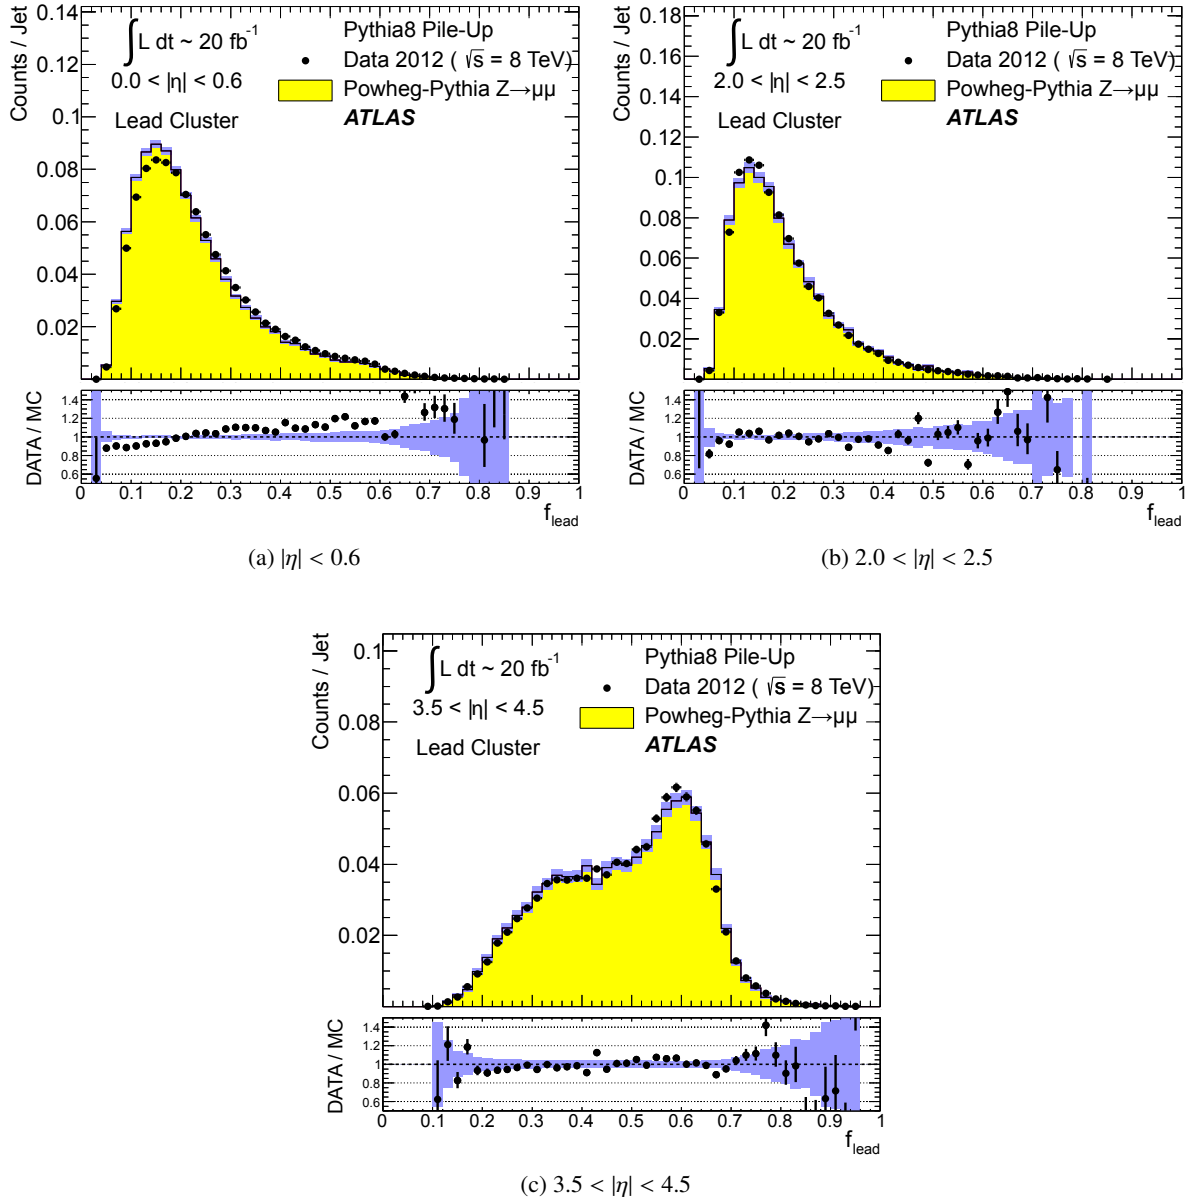 Counts / Jet
0.14
0.12
0.1
0.08
0.06
0.04
0.02
∫L dt ~ 20 fb⁻¹
0.0 < |η| < 0.6
Lead Cluster
Pythia8 Pile-Up
Data 2012 ( √s = 8 TeV)
Powheg-Pythia Z→μμ
ATLAS
DATA / MC
1.4
1.2
1
0.8
0.6
0 0.1 0.2 0.3 0.4 0.5 0.6 0.7 0.8 0.9 1
f_lead
(a) |η| < 0.6
Counts / Jet
0.18
0.16
0.14
0.12
0.1
0.08
0.06
0.04
0.02
∫L dt ~ 20 fb⁻¹
2.0 < |η| < 2.5
Lead Cluster
Pythia8 Pile-Up
Data 2012 ( √s = 8 TeV)
Powheg-Pythia Z→μμ
ATLAS
DATA / MC
1.4
1.2
1
0.8
0.6
0 0.1 0.2 0.3 0.4 0.5 0.6 0.7 0.8 0.9 1
f_lead
(b) 2.0 < |η| < 2.5
Counts / Jet
0.1
0.08
0.06
0.04
0.02
∫L dt ~ 20 fb⁻¹
3.5 < |η| < 4.5
Lead Cluster
Pythia8 Pile-Up
Data 2012 ( √s = 8 TeV)
Powheg-Pythia Z→μμ
ATLAS
DATA / MC
1.4
1.2
1
0.8
0.6
0 0.1 0.2 0.3 0.4 0.5 0.6 0.7 0.8 0.9 1
f_lead
(c) 3.5 < |η| < 4.5